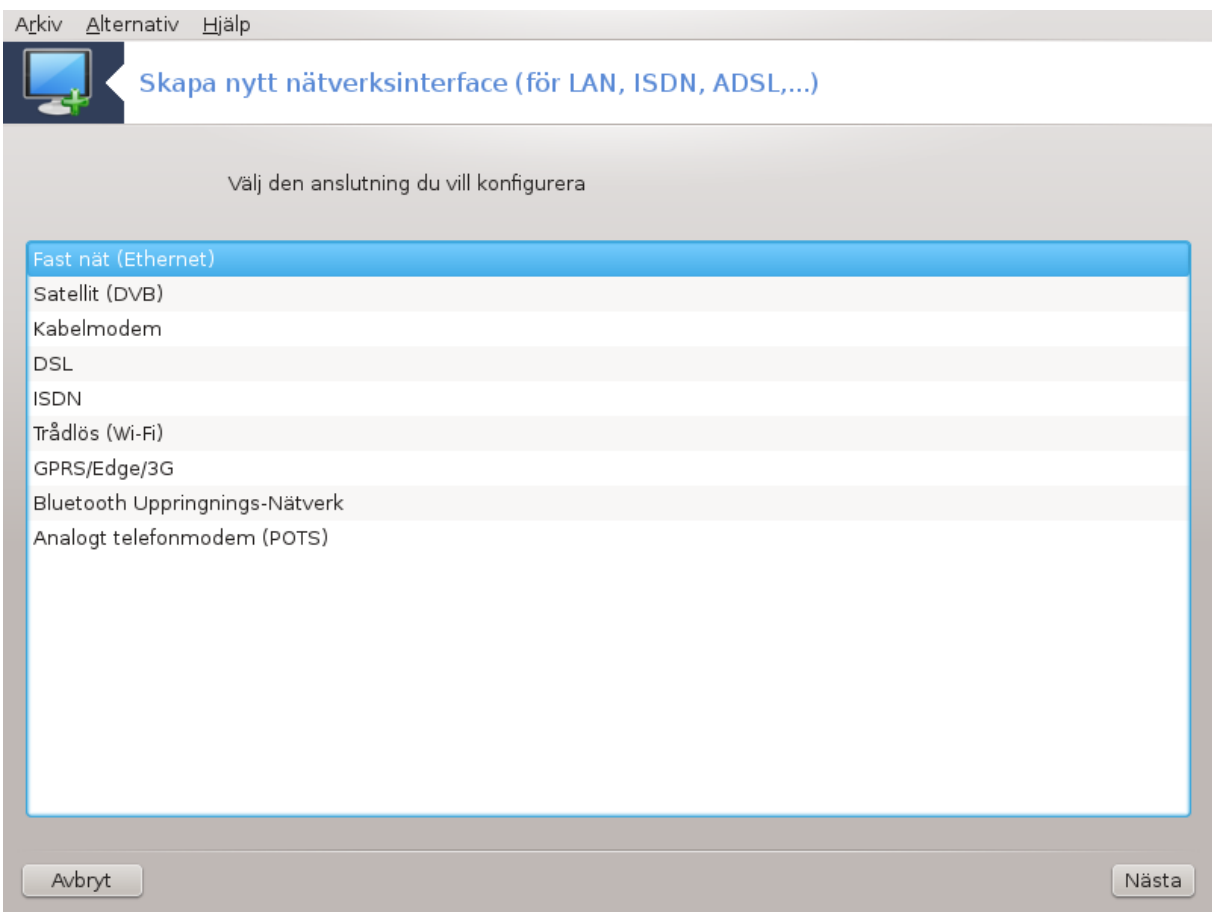 Arkiv Alternativ Hjälp
Skapa nytt nätverksinterface (för LAN, ISDN, ADSL,...)
Välj den anslutning du vill konfigurera
Fast nät (Ethernet)
Satellit (DVB)
Kabelmodem
DSL
ISDN
Trådlös (Wi-Fi)
GPRS/Edge/3G
Bluetooth Uppringnings-Nätverk
Analogt telefonmodem (POTS)
Avbryt Nästa